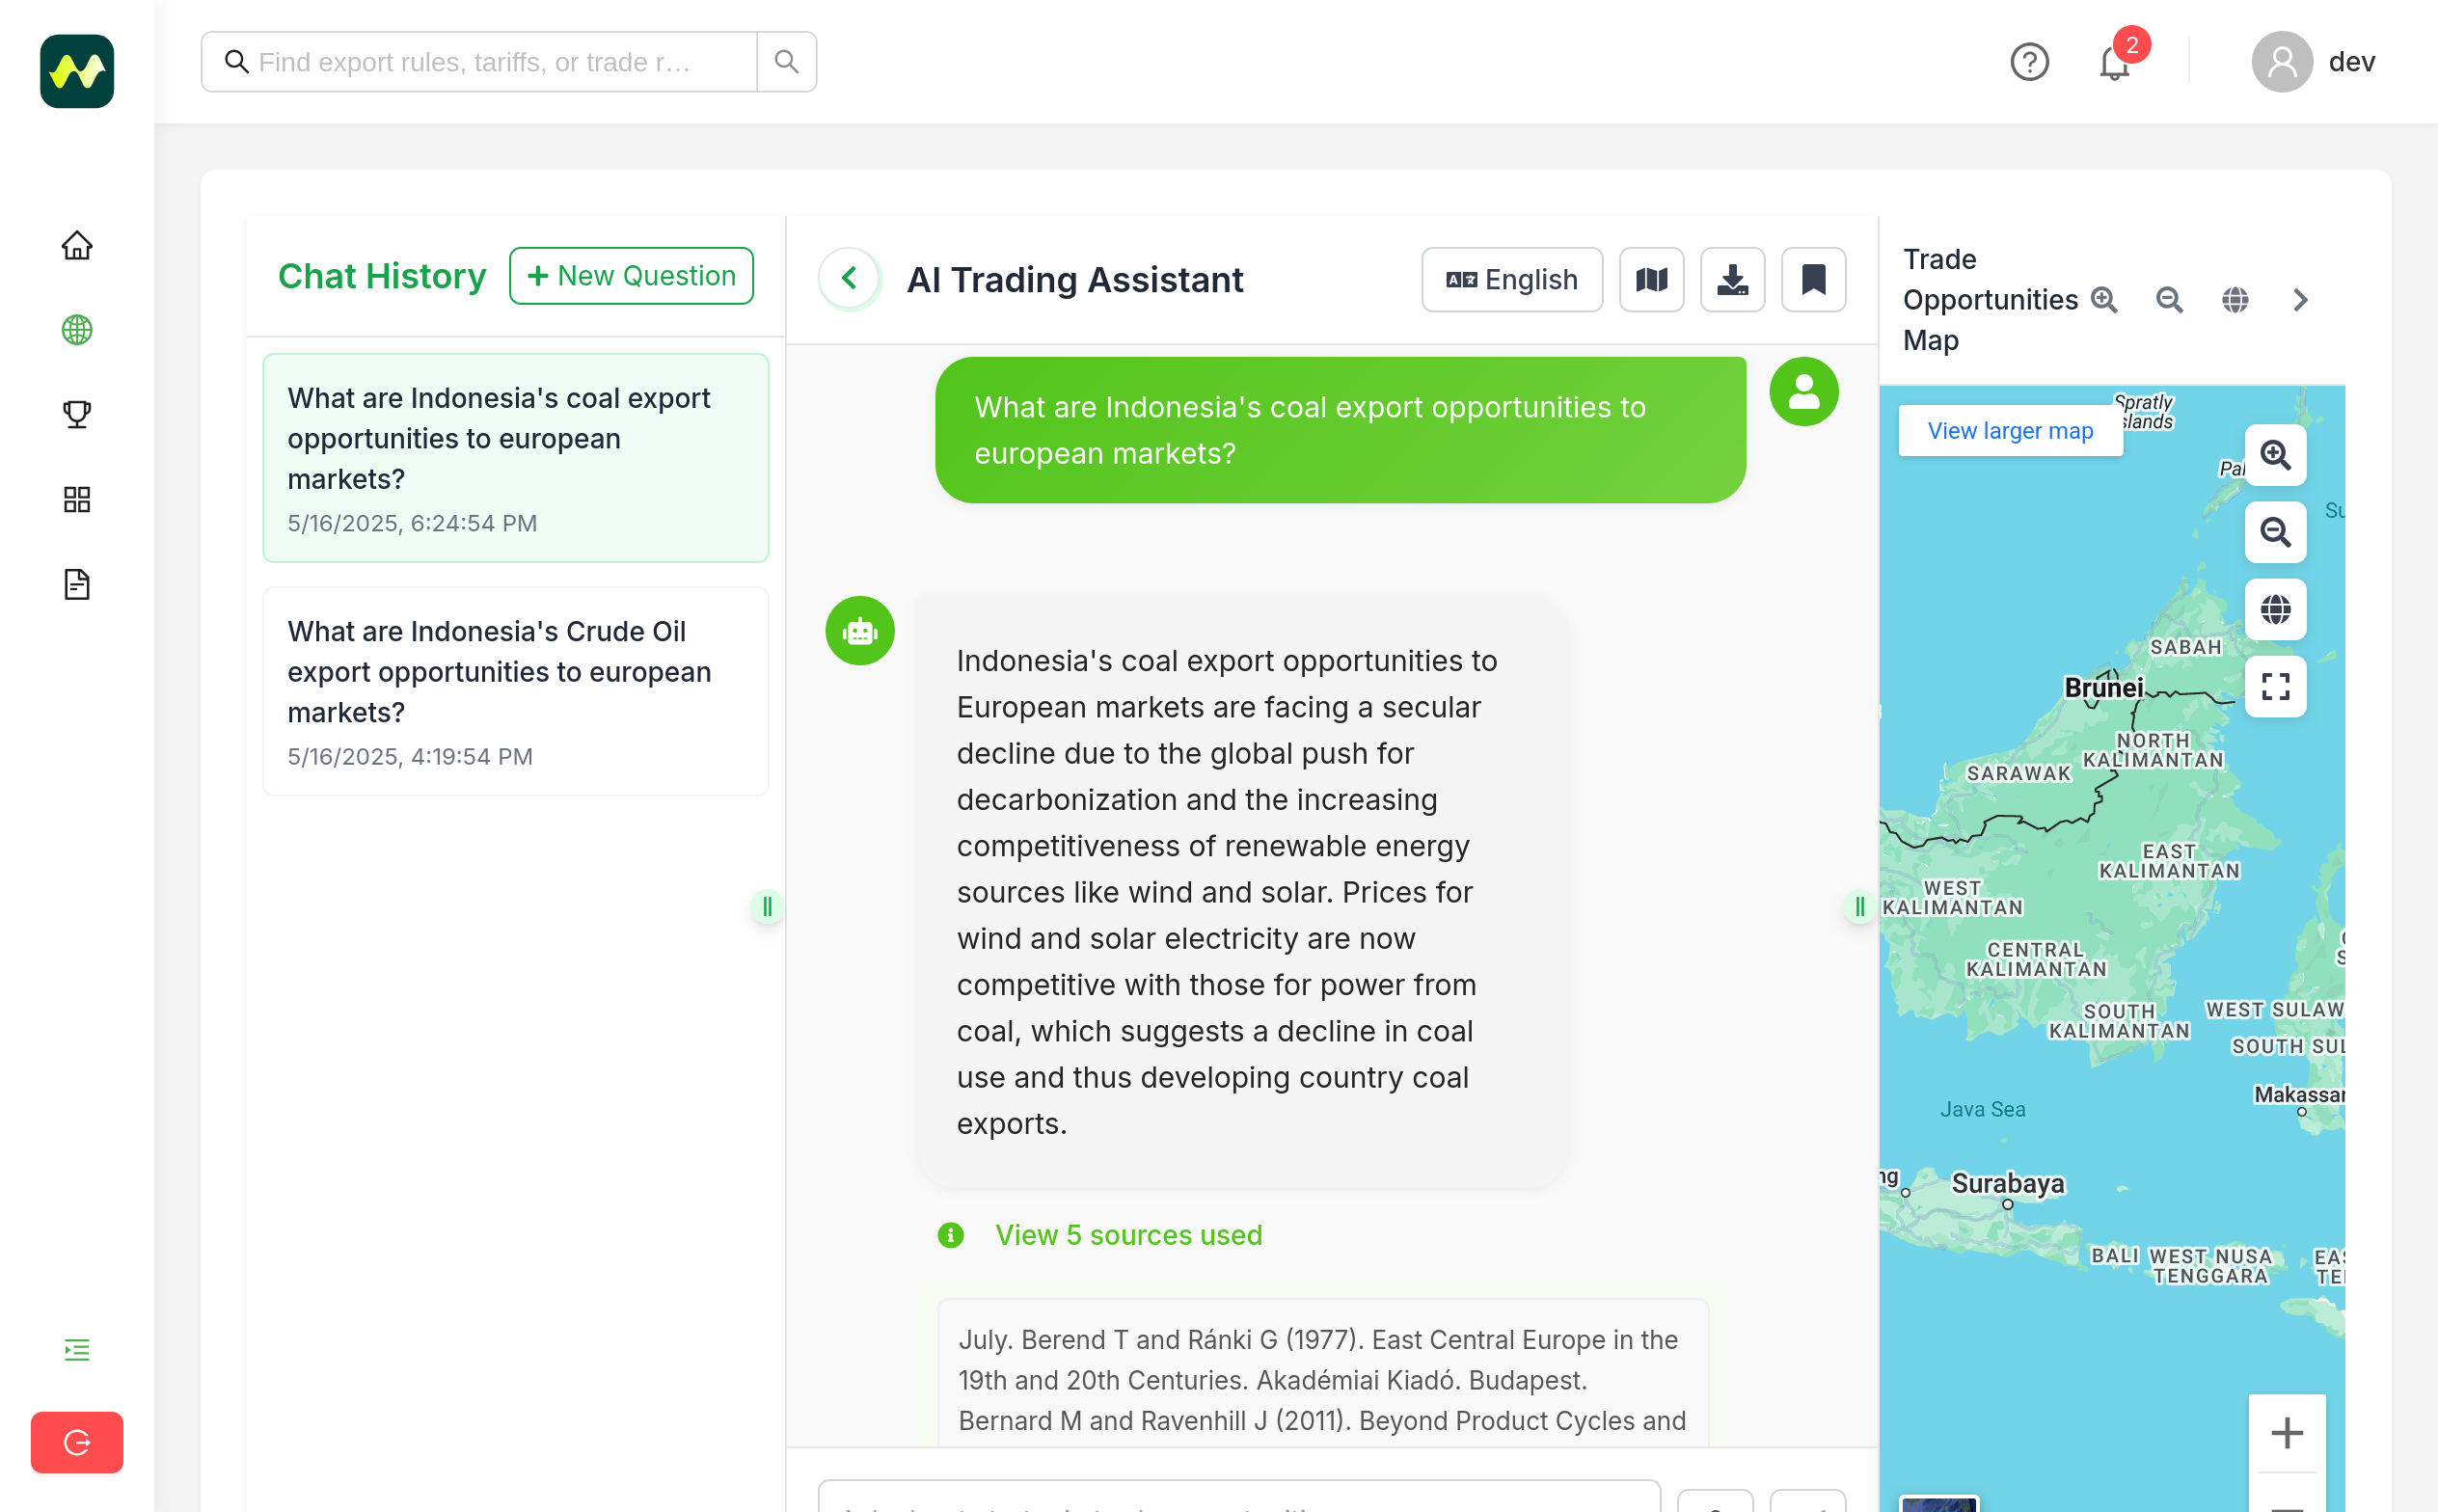 Find export rules, tariffs, or trade r…
2
dev
Chat History
New Question
What are Indonesia's coal export
opportunities to european
markets?
5/16/2025, 6:24:54 PM
What are Indonesia's Crude Oil
export opportunities to european
markets?
5/16/2025, 4:19:54 PM
AI Trading Assistant
English
What are Indonesia's coal export opportunities to
european markets?
Indonesia's coal export opportunities to
European markets are facing a secular
decline due to the global push for
decarbonization and the increasing
competitiveness of renewable energy
sources like wind and solar. Prices for
wind and solar electricity are now
competitive with those for power from
coal, which suggests a decline in coal
use and thus developing country coal
exports.
View 5 sources used
July. Berend T and Ránki G (1977). East Central Europe in the
19th and 20th Centuries. Akadémiai Kiadó. Budapest.
Bernard M and Ravenhill J (2011). Beyond Product Cycles and
Trade
Opportunities
Map
View larger map
Spratly
slands
Pal
Su
SABAH
Brunei
NORTH
KALIMANTAN
SARAWAK
EAST
KALIMANTAN
WEST
KALIMANTAN
CENTRAL
KALIMANTAN
SOUTH
KALIMANTAN
WEST SULAW
SOUTH SUL
Makassar
Java Sea
ng
Surabaya
BALI
WEST NUSA
TENGGARA
EAS
TE